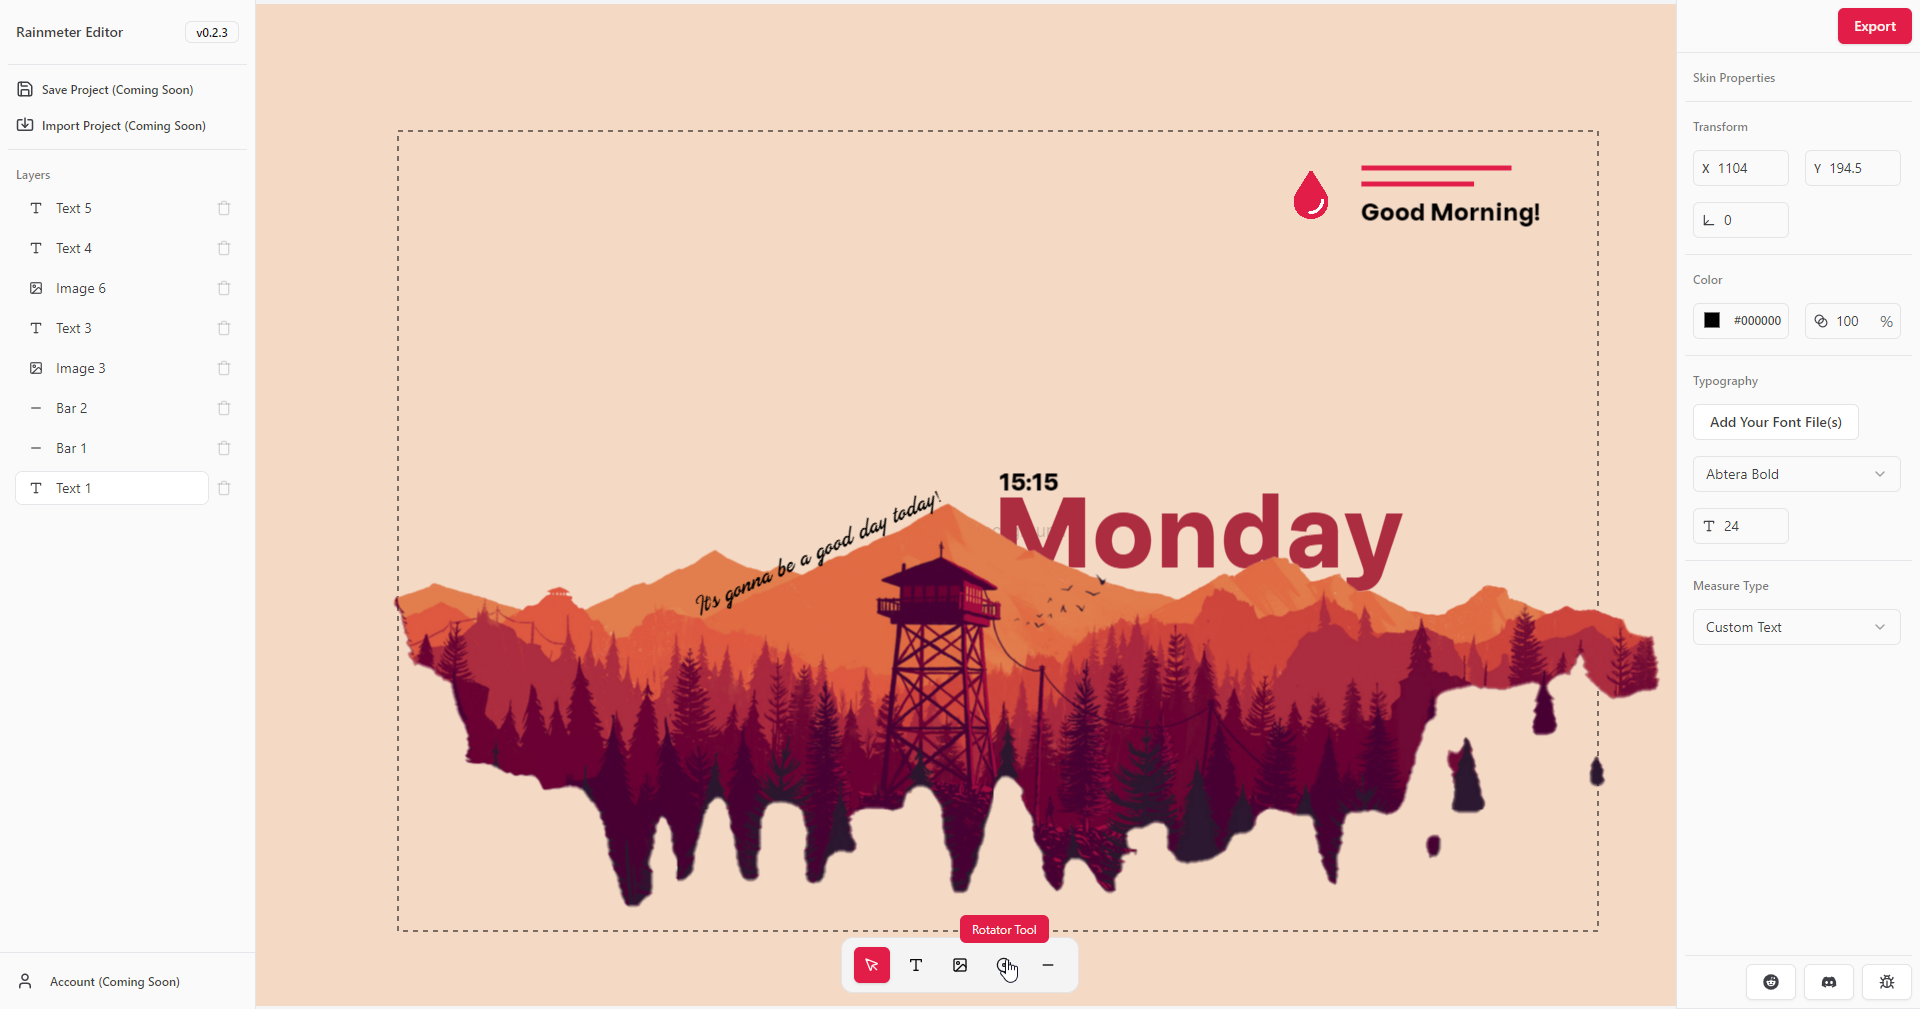 Rainmeter Editor
v0.2.3
Save Project (Coming Soon)
Import Project (Coming Soon)
Layers
Text 5
Text 4
Image 6
Text 3
Image 3
Bar 2
Bar 1
Text 1
Account (Coming Soon)
Good Morning!
15:15
Monday
It's gonna be a good day today!
Rotator Tool
Export
Skin Properties
Transform
X 1104
Y 194.5
0
Color
#000000
100 %
Typography
Add Your Font File(s)
Abtera Bold
24
Measure Type
Custom Text